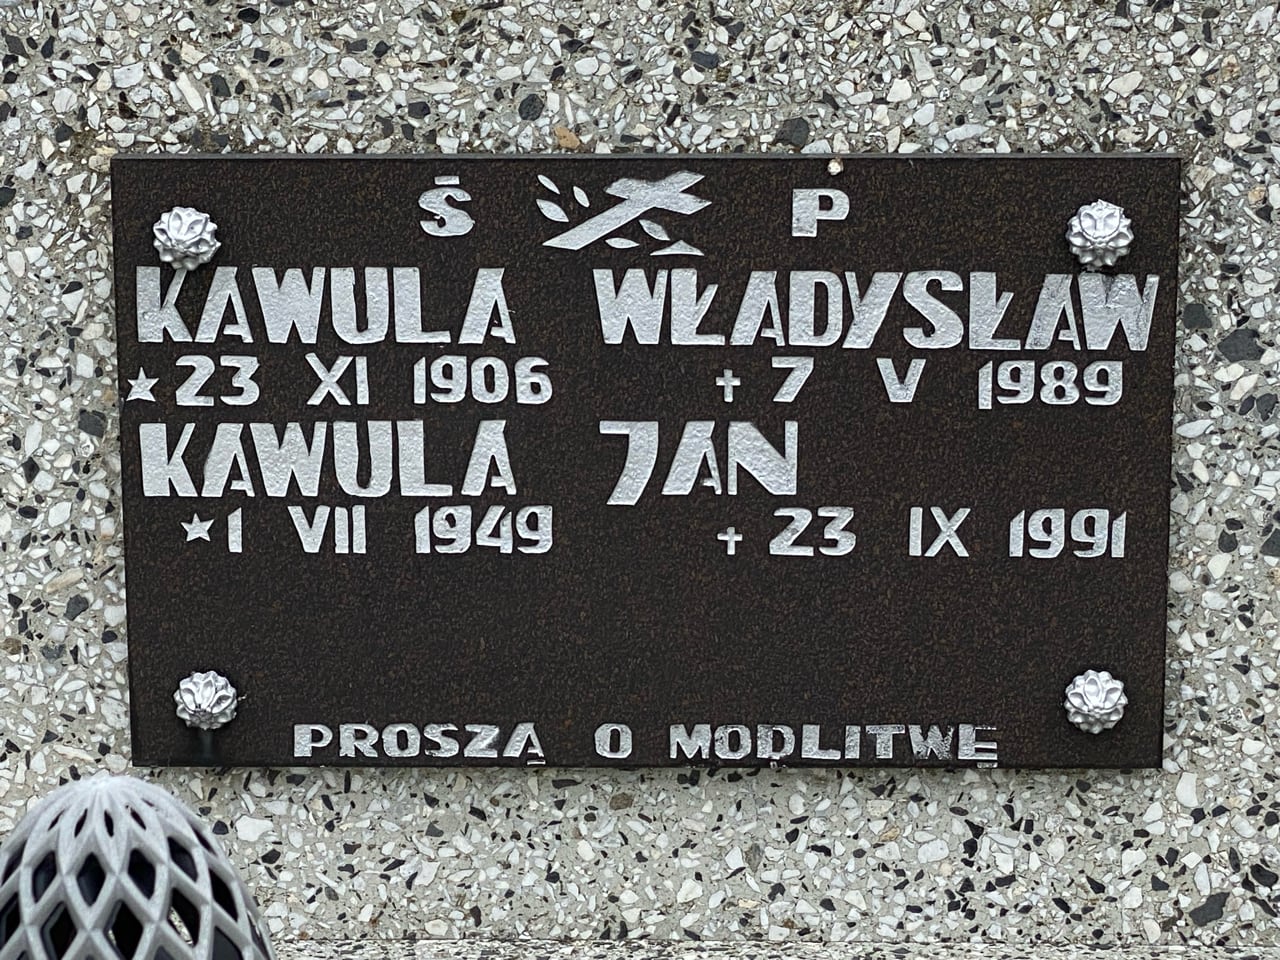 Ś P
KAWULA WŁADYSŁAW
★ 23 XI 1906 + 7 V 1989
KAWULA JAN
★ 1 VII 1949 + 23 IX 1991
PROSZĄ O MODLITWĘ